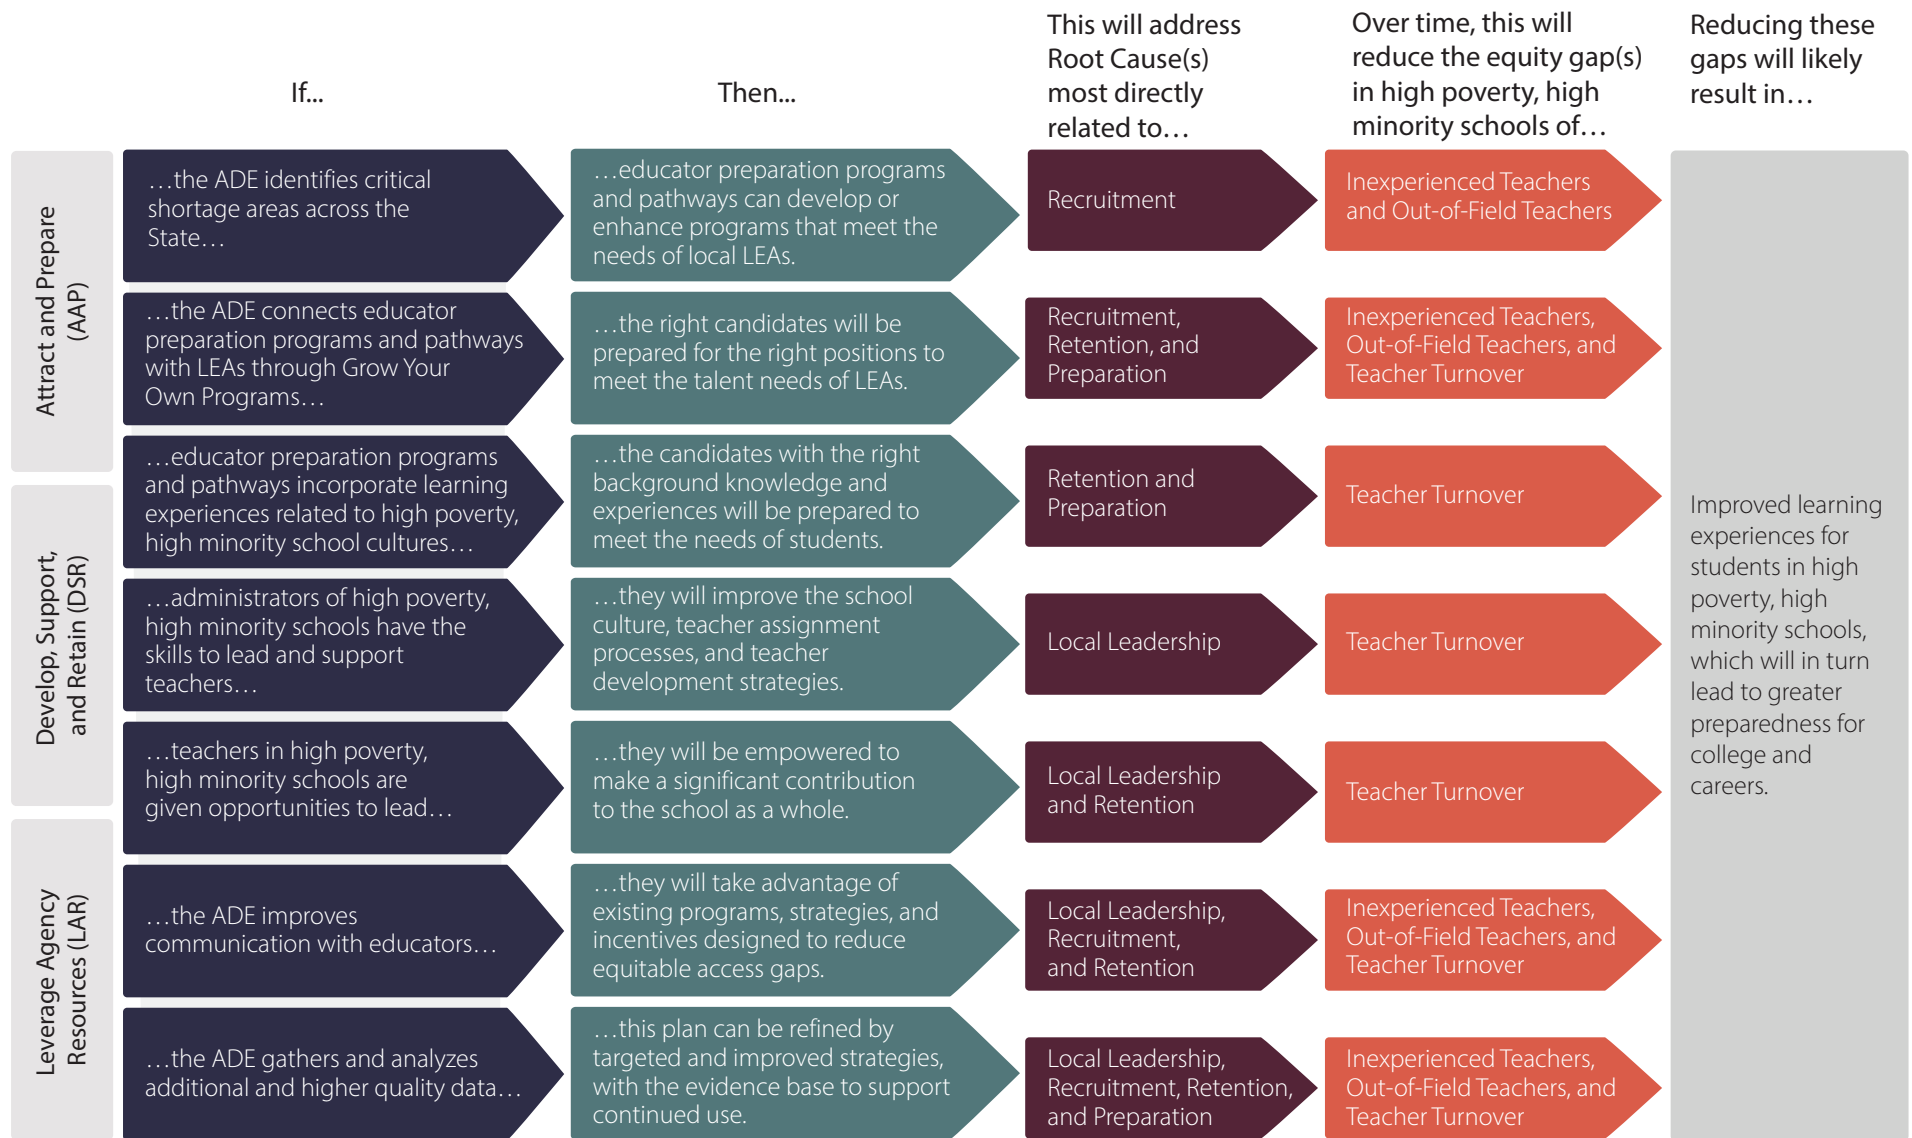 If...
Then...
This will address
Root Cause(s)
most directly
related to…
Over time, this will
reduce the equity gap(s)
in high poverty, high
minority schools of…
Reducing these
gaps will likely
result in…
Attract and Prepare
(AAP)
…the ADE identifies critical
shortage areas across the
State…
…educator preparation programs
and pathways can develop or
enhance programs that meet the
needs of local LEAs.
Recruitment
Inexperienced Teachers
and Out-of-Field Teachers
…the ADE connects educator
preparation programs and pathways
with LEAs through Grow Your
Own Programs…
…the right candidates will be
prepared for the right positions to
meet the talent needs of LEAs.
Recruitment,
Retention, and
Preparation
Inexperienced Teachers,
Out-of-Field Teachers, and
Teacher Turnover
…educator preparation programs
and pathways incorporate learning
experiences related to high poverty,
high minority school cultures…
…the candidates with the right
background knowledge and
experiences will be prepared to
meet the needs of students.
Retention and
Preparation
Teacher Turnover
Develop, Support,
and Retain (DSR)
…administrators of high poverty,
high minority schools have the
skills to lead and support
teachers…
…they will improve the school
culture, teacher assignment
processes, and teacher
development strategies.
Local Leadership
Teacher Turnover
…teachers in high poverty,
high minority schools are
given opportunities to lead…
…they will be empowered to
make a significant contribution
to the school as a whole.
Local Leadership
and Retention
Teacher Turnover
Leverage Agency
Resources (LAR)
…the ADE improves
communication with educators…
…they will take advantage of
existing programs, strategies, and
incentives designed to reduce
equitable access gaps.
Local Leadership,
Recruitment,
and Retention
Inexperienced Teachers,
Out-of-Field Teachers, and
Teacher Turnover
…the ADE gathers and analyzes
additional and higher quality data…
…this plan can be refined by
targeted and improved strategies,
with the evidence base to support
continued use.
Local Leadership,
Recruitment, Retention,
and Preparation
Inexperienced Teachers,
Out-of-Field Teachers, and
Teacher Turnover
Improved learning
experiences for
students in high
poverty, high
minority schools,
which will in turn
lead to greater
preparedness for
college and
careers.